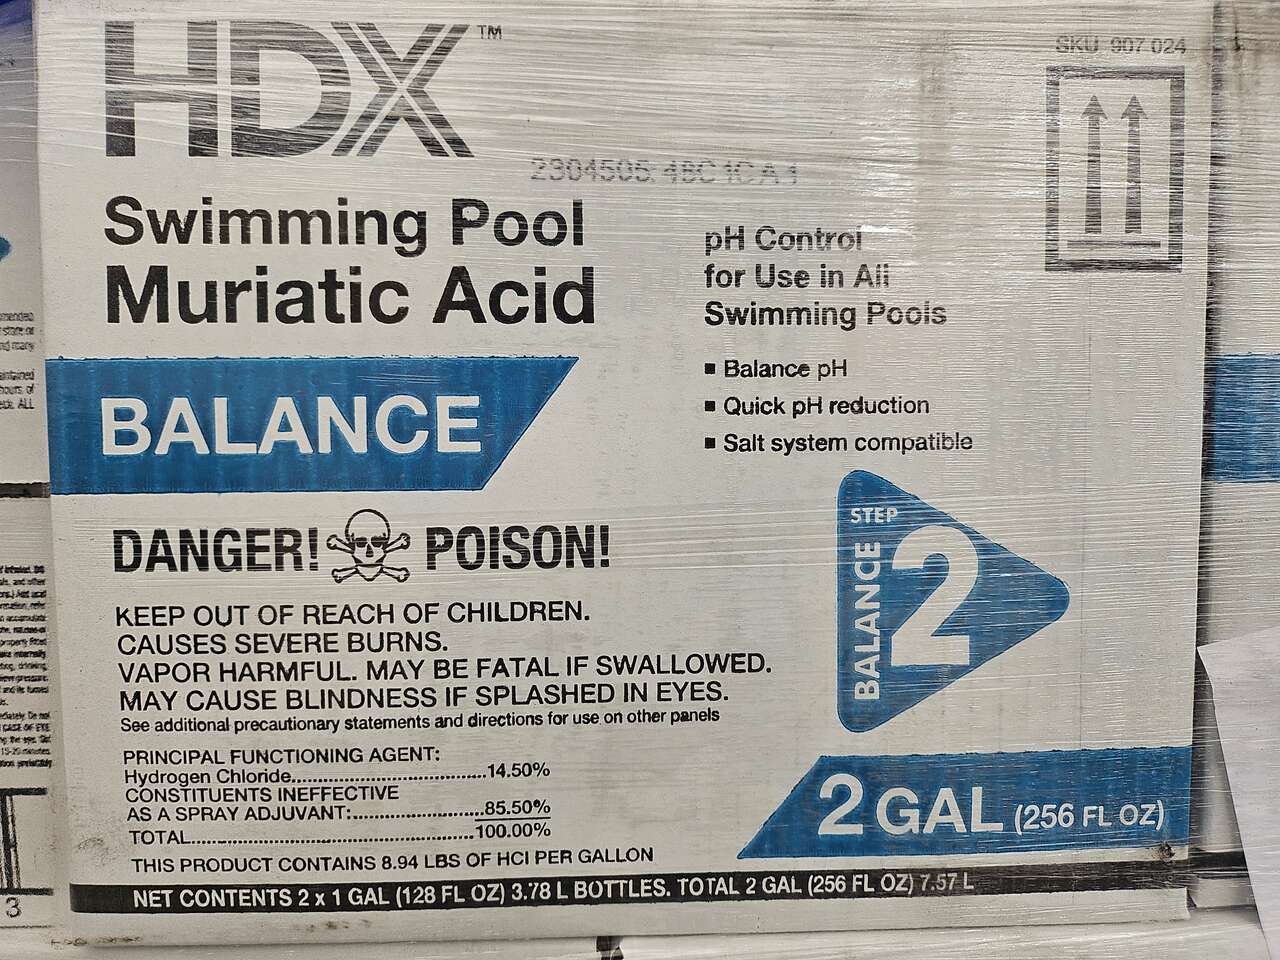 HDX™
SKU 907 024
2304505:4BC1CA1
Swimming Pool
Muriatic Acid
pH Control
for Use in All
Swimming Pools
▪ Balance pH
▪ Quick pH reduction
▪ Salt system compatible
BALANCE
DANGER! POISON!
KEEP OUT OF REACH OF CHILDREN.
CAUSES SEVERE BURNS.
VAPOR HARMFUL. MAY BE FATAL IF SWALLOWED.
MAY CAUSE BLINDNESS IF SPLASHED IN EYES.
See additional precautionary statements and directions for use on other panels
PRINCIPAL FUNCTIONING AGENT:
Hydrogen Chloride..................................14.50%
CONSTITUENTS INEFFECTIVE
AS A SPRAY ADJUVANT:.......................85.50%
TOTAL..................................................100.00%
THIS PRODUCT CONTAINS 8.94 LBS OF HCI PER GALLON
STEP
2
BALANCE
2 GAL (256 FL OZ)
NET CONTENTS 2 x 1 GAL (128 FL OZ) 3.78 L BOTTLES. TOTAL 2 GAL (256 FL OZ) 7.57 L
3